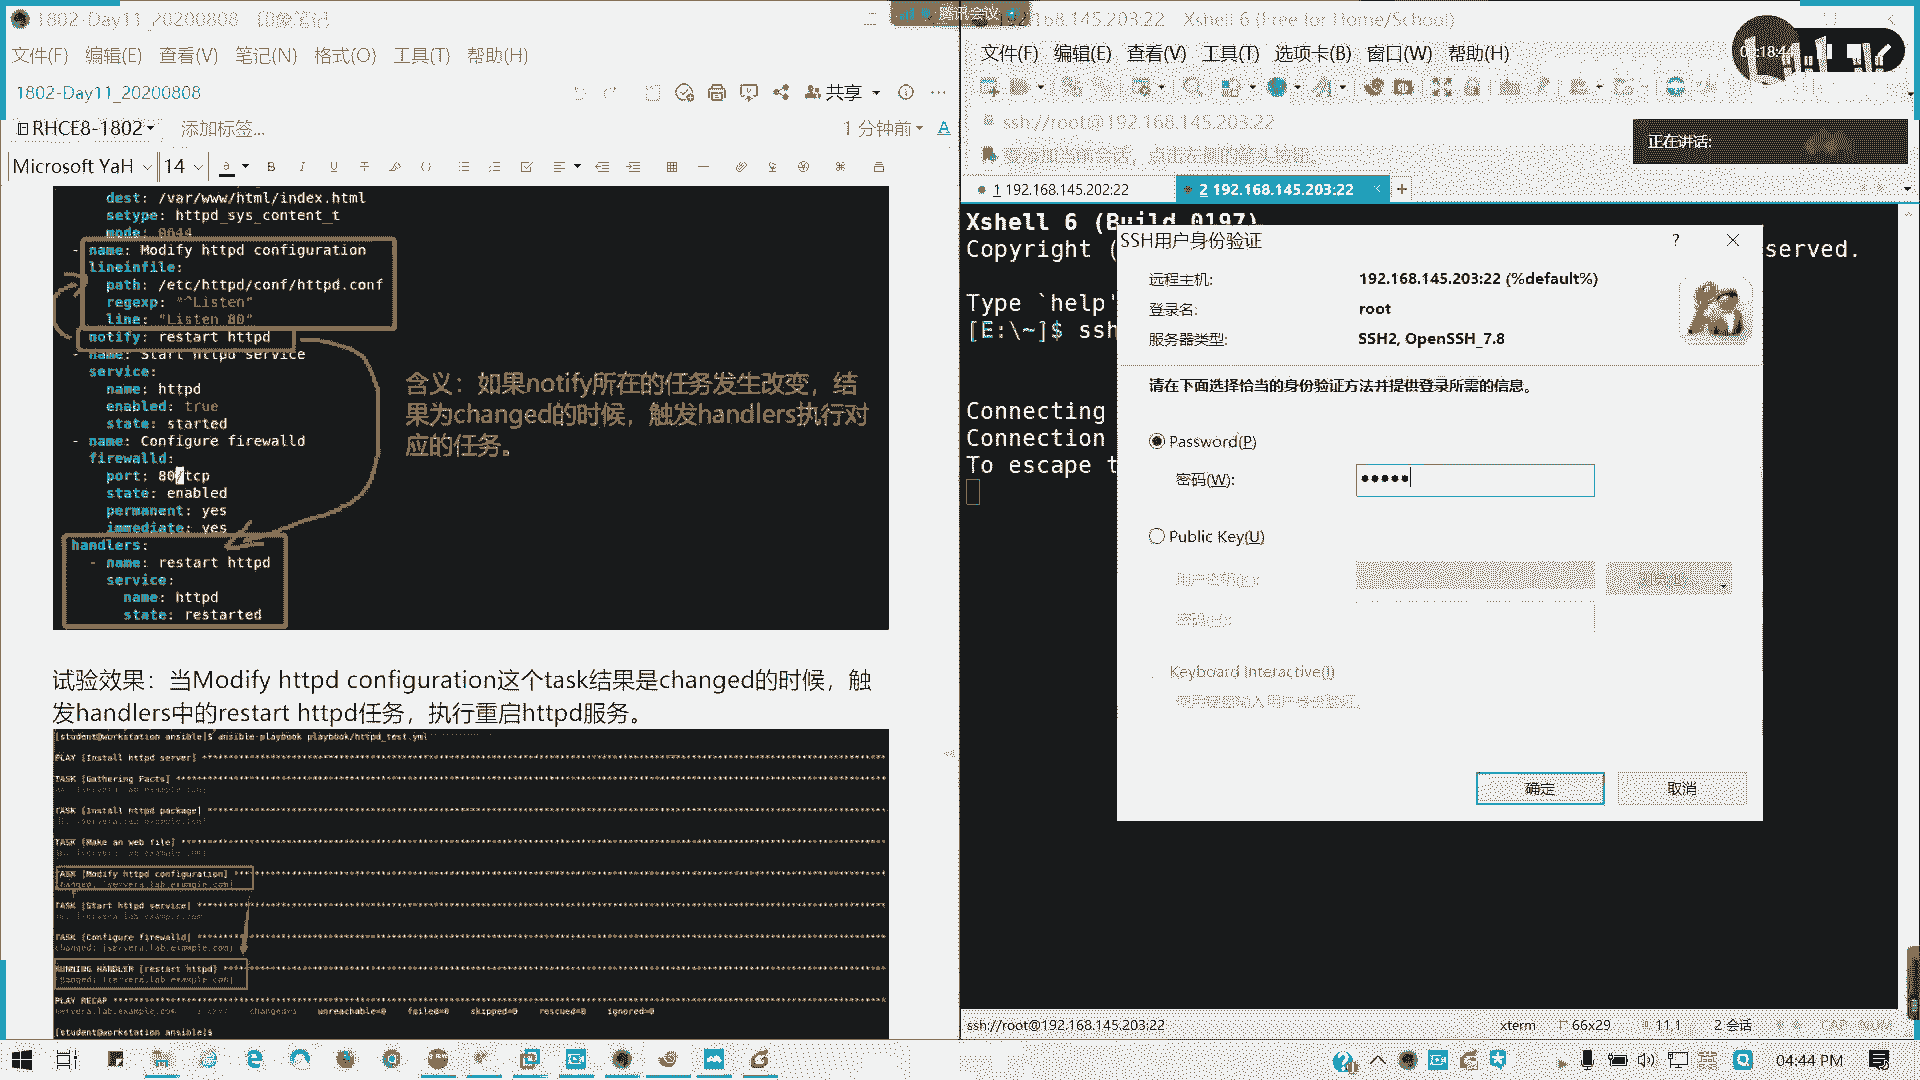 1802-Day11_20200808 - 印象笔记
文件(F) 编辑(E) 查看(V) 笔记(N) 格式(O) 工具(T) 帮助(H)
1802-Day11_20200808
共享
RHCE8-1802
添加标签...
1 分钟前
Microsoft YaH 14
dest: /var/www/html/index.html
setype: httpd_sys_content_t
mode: 0644
- name: Modify httpd configuration
lineinfile:
path: /etc/httpd/conf/httpd.conf
regexp: "^Listen"
line: "Listen 80"
notify: restart httpd
- name: Start httpd service
service:
name: httpd
enabled: true
state: started
- name: Configure firewalld
firewalld:
port: 80/tcp
state: enabled
permanent: yes
immediate: yes
handlers:
- name: restart httpd
service:
name: httpd
state: restarted
含义：如果notify所在的任务发生改变，结
果为changed的时候，触发handlers执行对
应的任务。
试验效果：当Modify httpd configuration这个task结果是changed的时候，触
发handlers中的restart httpd任务，执行重启httpd服务。
[student@workstation ansible]$ ansible-playbook playbook/httpd_test.yml
PLAY [Install httpd server]
TASK [Gathering Facts]
TASK [Install httpd package]
TASK [Make an web file]
TASK [Modify httpd configuration]
changed: [servera.lab.example.com]
TASK [Start httpd service]
TASK [Configure firewalld]
changed: [servera.lab.example.com]
RUNNING HANDLER [restart httpd]
changed: [servera.lab.example.com]
PLAY RECAP
unreachable=0 failed=0 skipped=0 rescued=0 ignored=0
[student@workstation ansible]$
腾讯会议
192.168.145.203:22 - Xshell 6 (Free for Home/School)
文件(F) 编辑(E) 查看(V) 工具(T) 选项卡(B) 窗口(W) 帮助(H)
ssh://root@192.168.145.203:22
要添加当前会话，点击左侧的箭头按钮。
正在讲话:
1 192.168.145.202:22
2 192.168.145.203:22
Xshell 6 (Build 0197)
Copyright (
served.
Type `help'
[E:\~]$ ssh
Connecting
Connection
To escape t
SSH用户身份验证
远程主机: 192.168.145.203:22 (%default%)
登录名: root
服务器类型: SSH2, OpenSSH_7.8
请在下面选择恰当的身份验证方法并提供登录所需的信息。
Password(P)
密码(W):
Public Key(U)
Keyboard Interactive(I)
使用键盘输入用户身份验证。
确定 取消
ssh://root@192.168.145.203:22
xterm 66x29 11,1 2 会话 CAP NUM
04:44 PM